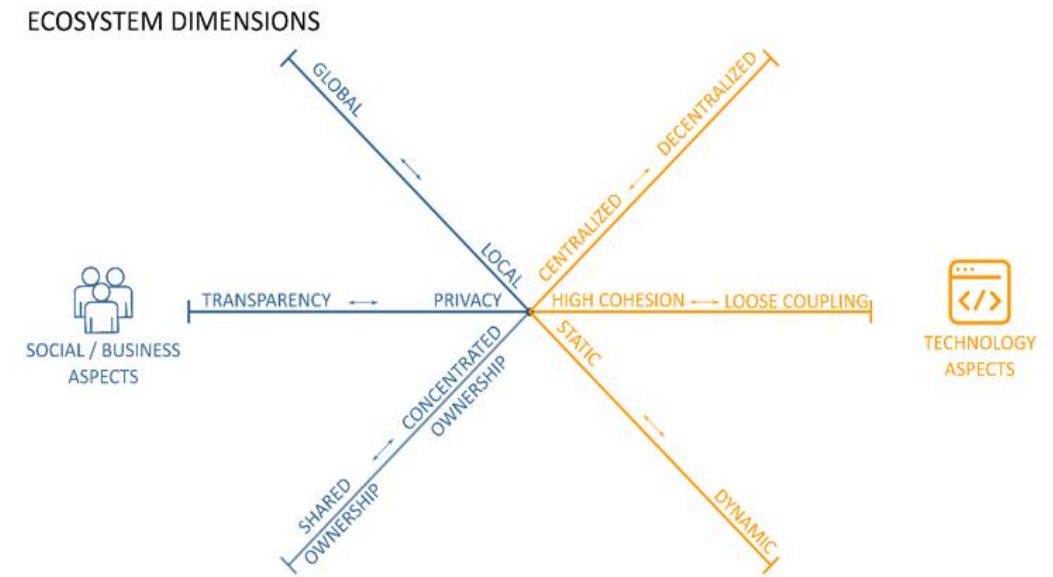 ECOSYSTEM DIMENSIONS
GLOBAL
LOCAL
DECENTRALIZED
CENTRALIZED
TRANSPARENCY
PRIVACY
HIGH COHESION
LOOSE COUPLING
SOCIAL / BUSINESS
ASPECTS
TECHNOLOGY
ASPECTS
CONCENTRATED
OWNERSHIP
SHARED
OWNERSHIP
STATIC
DYNAMIC